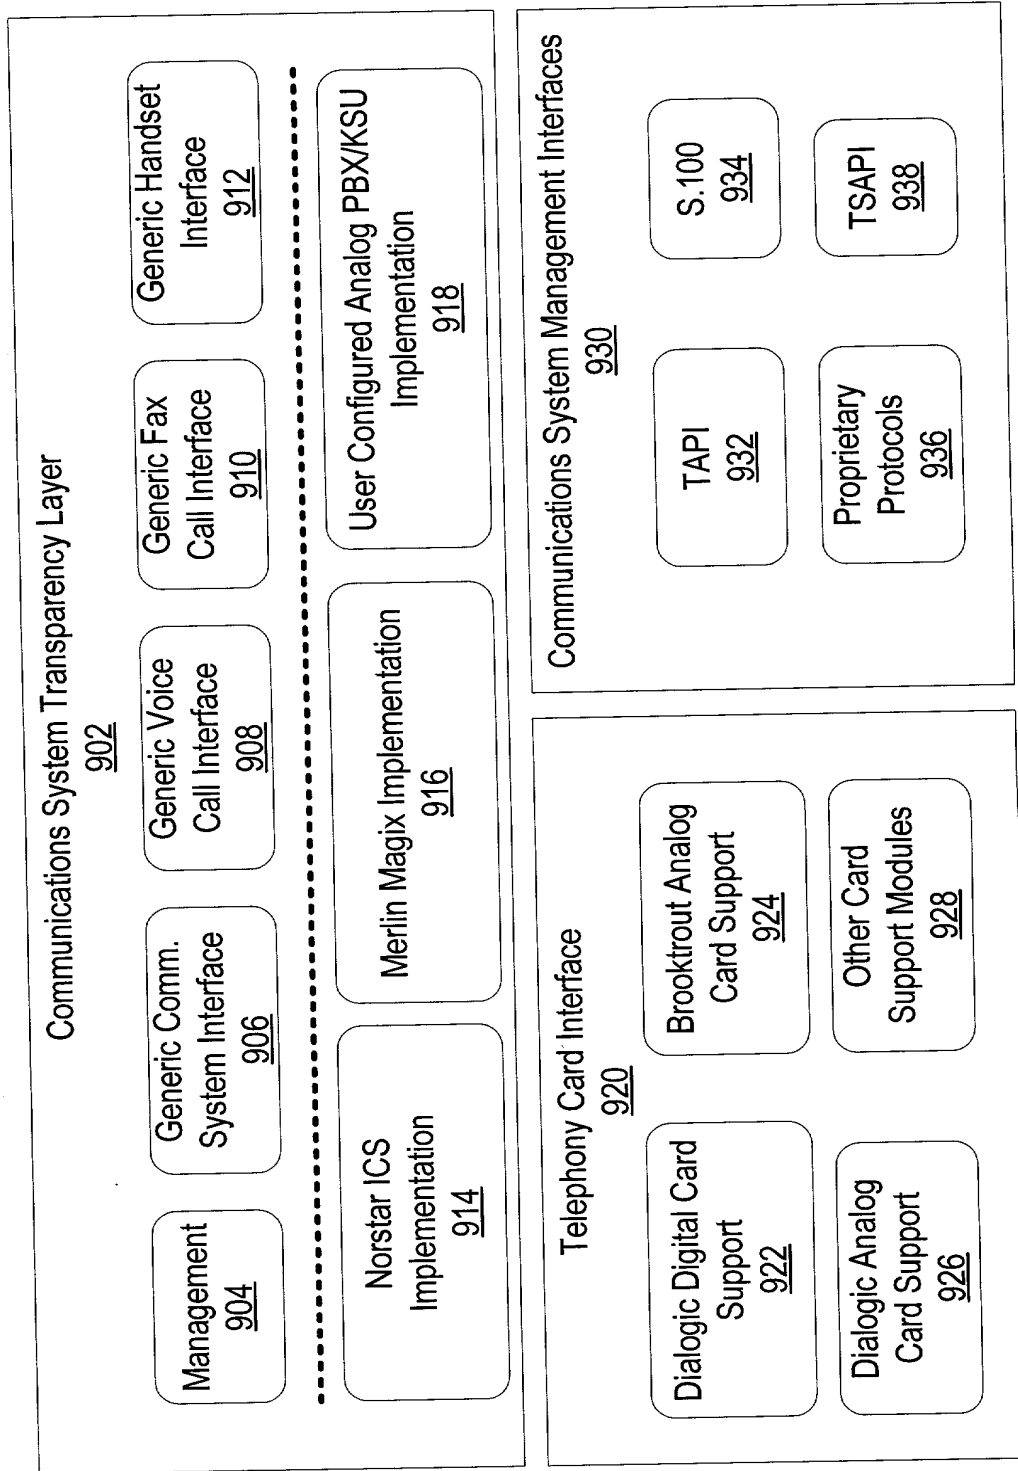 Communications System Transparency Layer
902
Management
904
Generic Comm.
System Interface
906
Generic Voice
Call Interface
908
Generic Fax
Call Interface
910
Generic Handset
Interface
912
Norstar ICS
Implementation
914
Merlin Magix Implementation
916
User Configured Analog PBX/KSU
Implementation
918
Telephony Card Interface
920
Dialogic Digital Card
Support
922
Brooktrout Analog
Card Support
924
Dialogic Analog
Card Support
926
Other Card
Support Modules
928
Communications System Management Interfaces
930
TAPI
932
S.100
934
Proprietary
Protocols
936
TSAPI
938